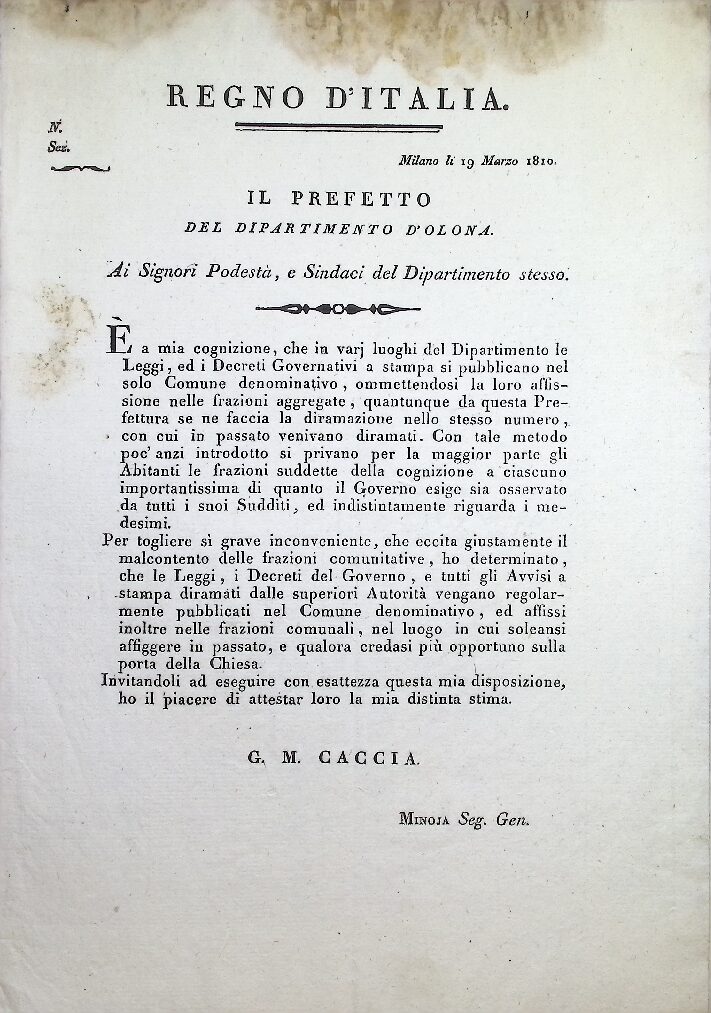 REGNO D'ITALIA.
N.
Sez.
Milano li 19 Marzo 1810.
IL PREFETTO
DEL DIPARTIMENTO D'OLONA.
Ai Signori Podestà, e Sindaci del Dipartimento stesso.
È a mia cognizione, che in varj luoghi del Dipartimento le
Leggi, ed i Decreti Governativi a stampa si pubblicano nel
solo Comune denominativo, ommettendosi la loro affis-
sione nelle frazioni aggregate, quantunque da questa Pre-
fettura se ne faccia la diramazione nello stesso numero,
con cui in passato venivano diramati. Con tale metodo
poc'anzi introdotto si privano per la maggior parte gli
Abitanti le frazioni suddette della cognizione a ciascuno
importantissima di quanto il Governo esige sia osservato
da tutti i suoi Sudditi, ed indistintamente riguarda i me-
desimi.
Per togliere sì grave inconveniente, che eccita giustamente il
malcontento delle frazioni comunitative, ho determinato,
che le Leggi, i Decreti del Governo, e tutti gli Avvisi a
stampa diramati dalle superiori Autorità vengano regolar-
mente pubblicati nel Comune denominativo, ed affissi
inoltre nelle frazioni comunali, nel luogo in cui soleansi
affiggere in passato, e qualora credasi più opportuno sulla
porta della Chiesa.
Invitandoli ad eseguire con esattezza questa mia disposizione,
ho il piacere di attestar loro la mia distinta stima.
G. M. CACCIA.
MINOJA Seg. Gen.